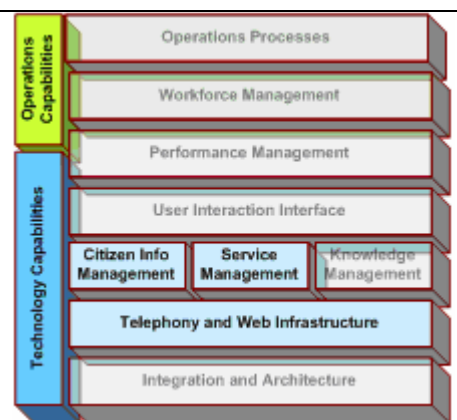 Operations
Capabilities
Operations Processes
Workforce Management
Performance Management
Technology Capabilities
User Interaction Interface
Citizen Info
Management
Service
Management
Knowledge
Management
Telephony and Web Infrastructure
Integration and Architecture